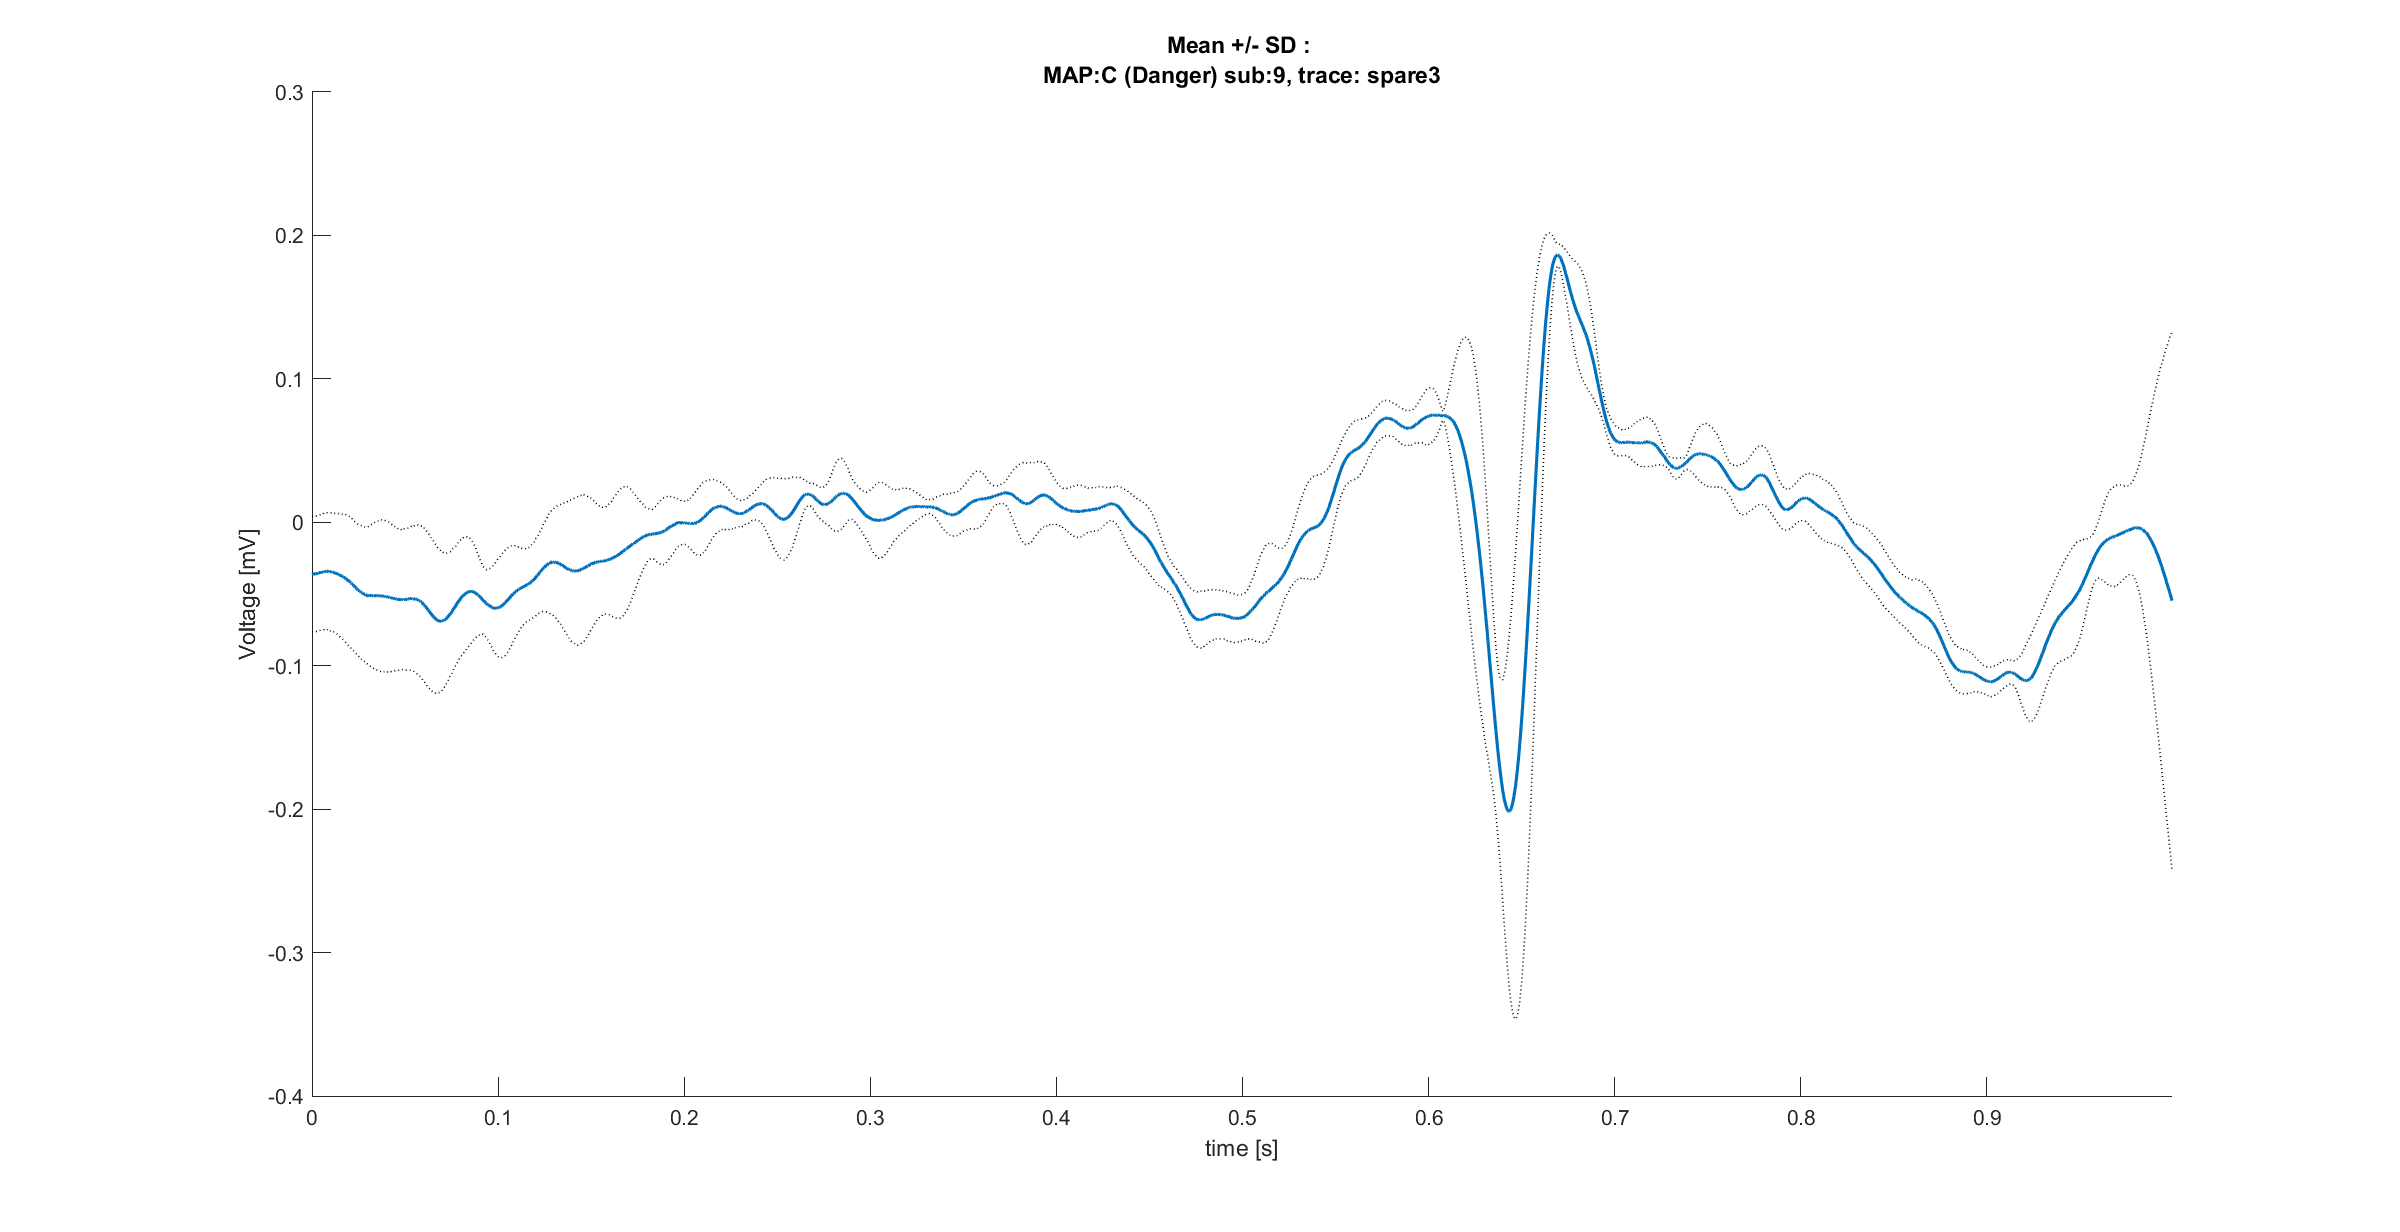 Mean +/- SD :
MAP:C (Danger) sub:9, trace: spare3
0.3
0.2
0.1
0
-0.1
-0.2
-0.3
-0.4
Voltage [mV]
0 0.1 0.2 0.3 0.4 0.5 0.6 0.7 0.8 0.9
time [s]